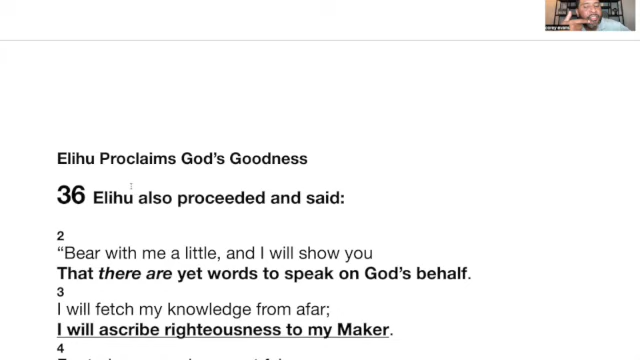 corey evans
Elihu Proclaims God's Goodness
36 Elihu also proceeded and said:
2
"Bear with me a little, and I will show you
That there are yet words to speak on God's behalf.
3
I will fetch my knowledge from afar;
I will ascribe righteousness to my Maker.
4